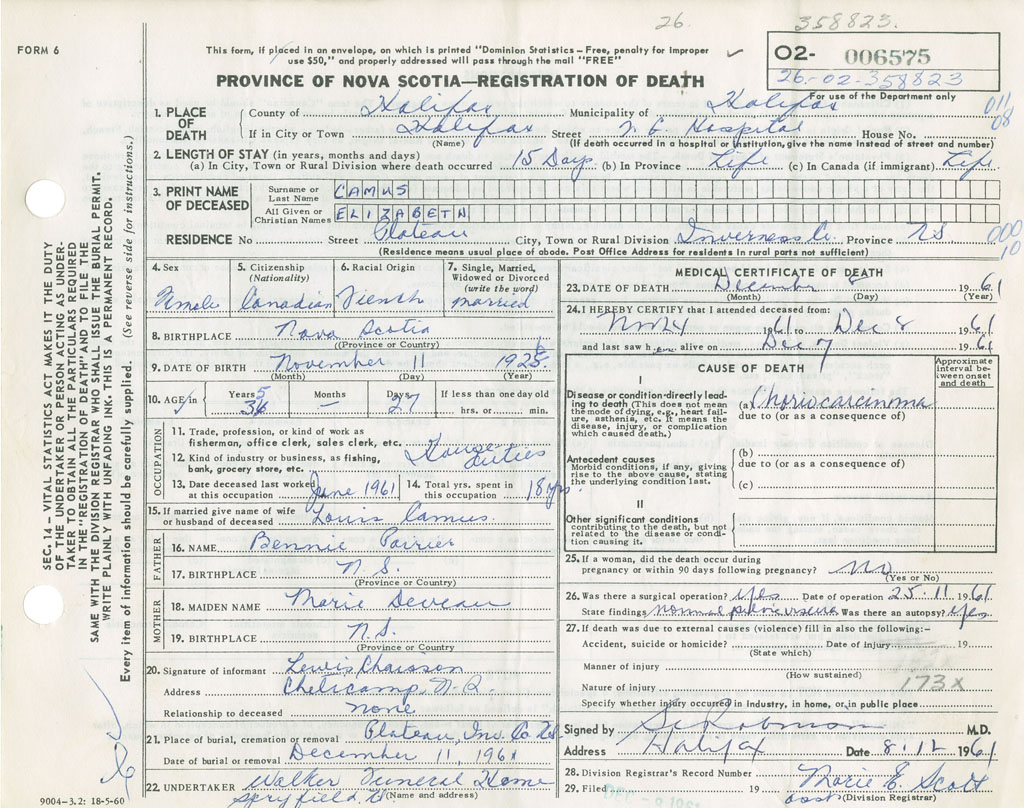 26.
358823.
FORM 6
This form, if placed in an envelope, on which is printed "Dominion Statistics – Free, penalty for improper
use $50," and properly addressed will pass through the mail "FREE"
02- 006575
26-02-358823
For use of the Department only
PROVINCE OF NOVA SCOTIA—REGISTRATION OF DEATH
011
08
1. PLACE OF DEATH
County of Halifax Municipality of Halifax
If in City or Town Halifax Street N. G. Hospital House No.
(Name) (If death occurred in a hospital or institution, give the name instead of street and number)
2. LENGTH OF STAY (in years, months and days)
(a) In City, Town or Rural Division where death occurred 15 Days (b) In Province Life (c) In Canada (if immigrant) Life
3. PRINT NAME OF DECEASED
Surname or Last Name CAMUS
All Given or Christian Names ELIZABETH
RESIDENCE No Street Plateau City, Town or Rural Division Inverness Co. Province NS
(Residence means usual place of abode. Post Office Address for residents in rural parts not sufficient)
000
10
4. Sex Female
5. Citizenship (Nationality) Canadian
6. Racial Origin French
7. Single, Married, Widowed or Divorced (write the word) married
8. BIRTHPLACE Nova Scotia
(Province or Country)
9. DATE OF BIRTH November 11 1925
(Month) (Day) (Year)
10. AGE in Years 36 Months – Days 27 If less than one day old
hrs. or min.
OCCUPATION
11. Trade, profession, or kind of work as
fisherman, office clerk, sales clerk, etc. House
12. Kind of industry or business, as fishing, duties
bank, grocery store, etc.
13. Date deceased last worked at this occupation June 1961 14. Total yrs. spent in this occupation 18 yrs
15. If married give name of wife or husband of deceased Louis Camus.
FATHER
16. NAME Bennie Poirier
17. BIRTHPLACE N.S.
(Province or Country)
MOTHER
18. MAIDEN NAME Marie Deveau
19. BIRTHPLACE N.S.
(Province or Country)
20. Signature of informant Lewis Chaisson
Address Cheticamp
Relationship to deceased none
21. Place of burial, cremation or removal Plateau, Inv. Co. NS
Date of burial or removal December 11, 1961
22. UNDERTAKER Walker Funeral Home
Spryfield (Name and address)
MEDICAL CERTIFICATE OF DEATH
23. DATE OF DEATH December 8 1961
(Month) (Day) (Year)
24. I HEREBY CERTIFY that I attended deceased from:
1961 to Dec 8 1961
and last saw her alive on Dec 7 1961
CAUSE OF DEATH
Approximate interval between onset and death
I
Disease or condition directly leading to death (This does not mean the mode of dying, e.g., heart failure, asthenia, etc. It means the disease, injury, or complication which caused death.)
(a) Choriocarcinoma
due to (or as a consequence of)
Antecedent causes
Morbid conditions, if any, giving rise to the above cause, stating the underlying condition last.
(b)
due to (or as a consequence of)
(c)
II
Other significant conditions contributing to the death, but not related to the disease or condition causing it.
25. If a woman, did the death occur during
pregnancy or within 90 days following pregnancy? No
(Yes or No)
26. Was there a surgical operation? Yes Date of operation 25.11.1961
State findings normal pelvic viscera Was there an autopsy? Yes
27. If death was due to external causes (violence) fill in also the following:–
Accident, suicide or homicide? Date of injury 19
(State which)
Manner of injury
(How sustained)
Nature of injury 173x
Specify whether injury occurred in industry, in home, or in public place
Signed by S. C. Robinson M.D.
Address Halifax Date 8.12 1961
28. Division Registrar's Record Number
29. Filed 19 Marie E. Scott
(Division Registrar)
SEC. 14 – VITAL STATISTICS ACT MAKES IT THE DUTY
OF THE UNDERTAKER OR PERSON ACTING AS UNDER-
TAKER TO OBTAIN ALL THE PARTICULARS REQUIRED
IN THE "REGISTRATION OF DEATH" AND TO FILE THE
SAME WITH THE DIVISION REGISTRAR WHO SHALL ISSUE THE BURIAL PERMIT.
WRITE PLAINLY WITH UNFADING INK. THIS IS A PERMANENT RECORD.
Every item of information should be carefully supplied. (See reverse side for instructions.)
9004-3.2: 18-5-60